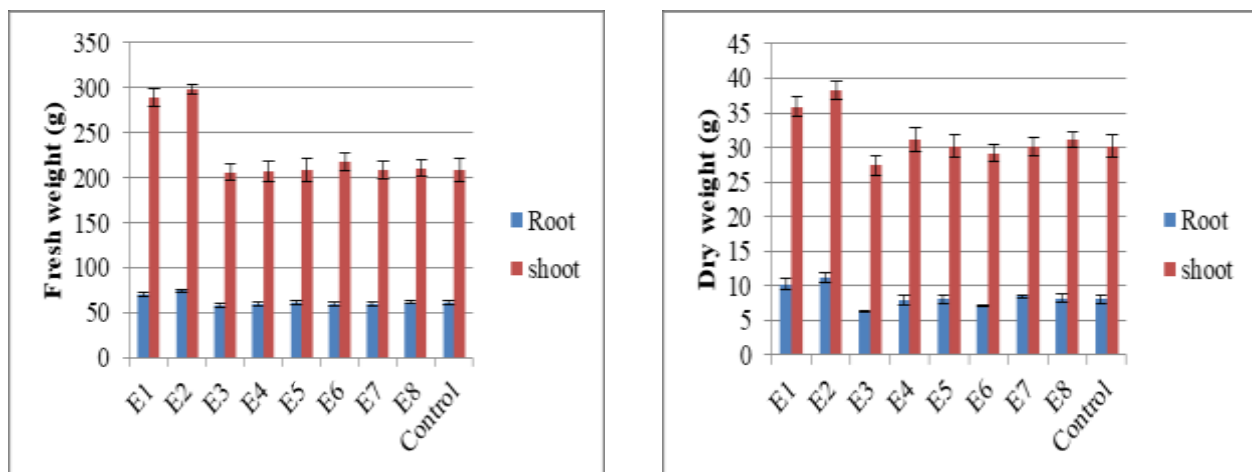 Fresh weight (g)
350
300
250
200
150
100
50
0
E1
E2
E3
E4
E5
E6
E7
E8
Control
Root
shoot
Dry weight (g)
45
40
35
30
25
20
15
10
5
0
E1
E2
E3
E4
E5
E6
E7
E8
Control
Root
shoot